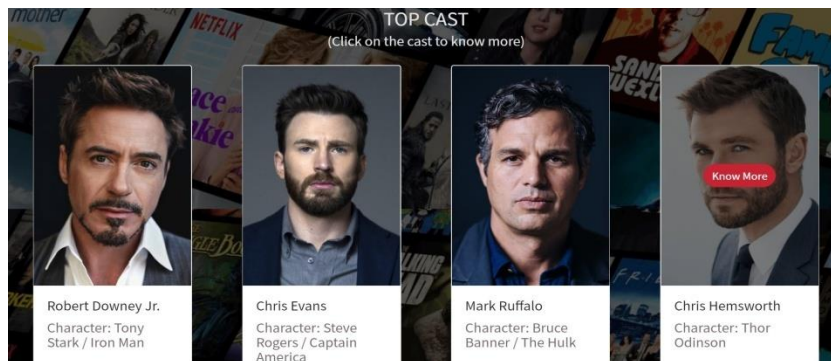 mother
NETFLIX
TOP CAST
(Click on the cast to know more)
Know More
Robert Downey Jr.
Character: Tony
Stark / Iron Man
Chris Evans
Character: Steve
Rogers / Captain
America
Mark Ruffalo
Character: Bruce
Banner / The Hulk
Chris Hemsworth
Character: Thor
Odinson